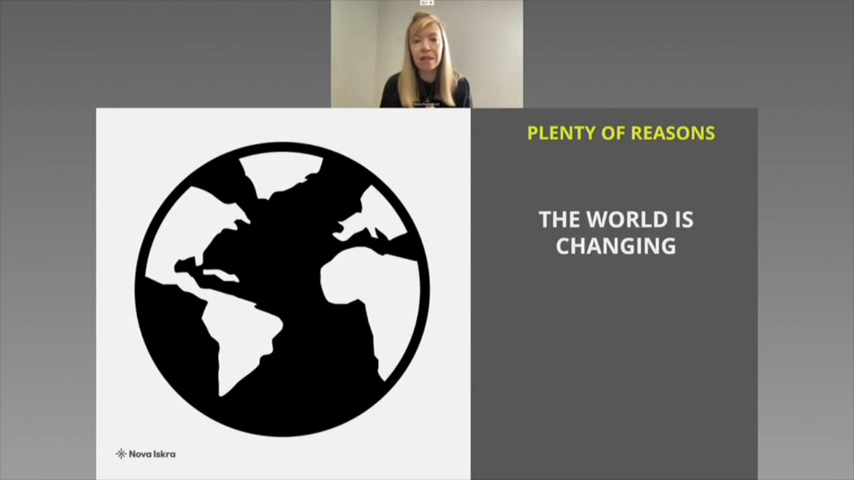 PLENTY OF REASONS
THE WORLD IS
CHANGING
Nova Iskra